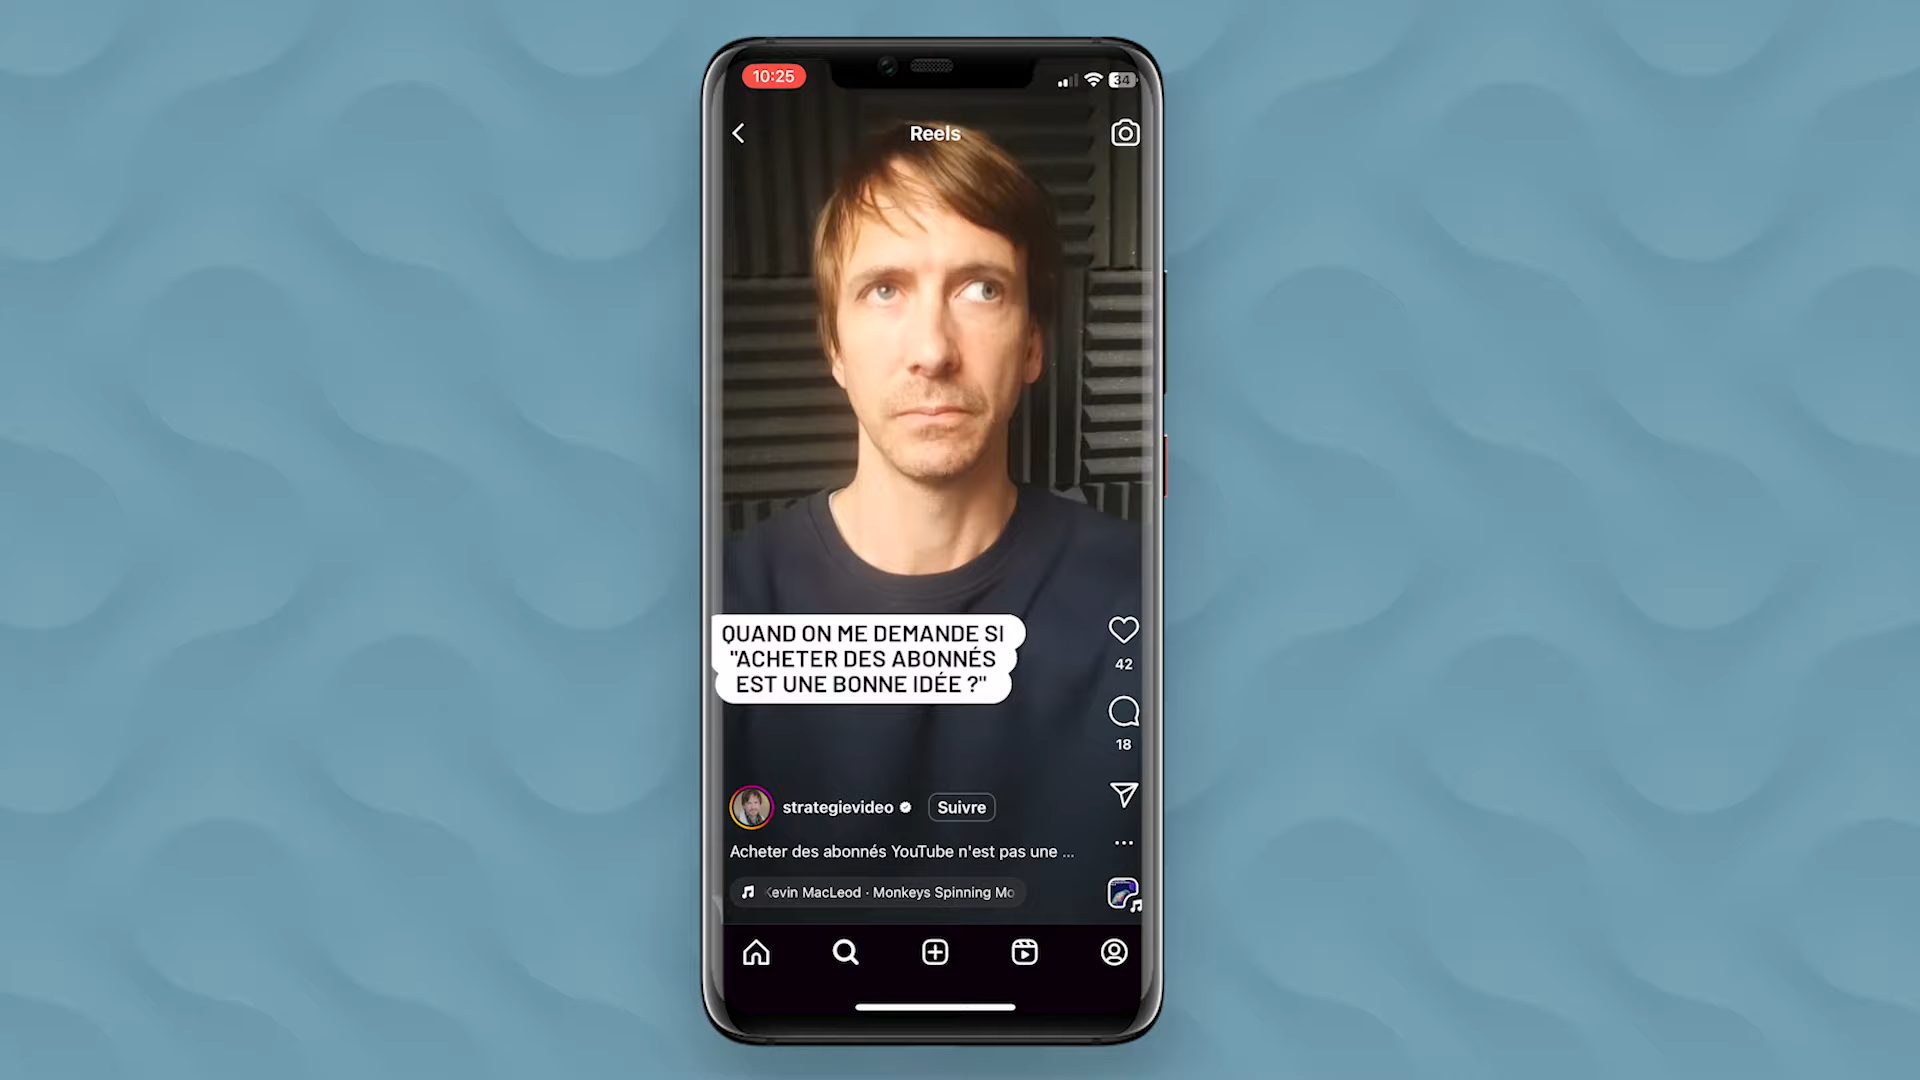 10:25
34
Reels
QUAND ON ME DEMANDE SI
"ACHETER DES ABONNÉS
EST UNE BONNE IDÉE ?"
42
18
strategievideo
Suivre
Acheter des abonnés YouTube n'est pas une ...
Kevin MacLeod · Monkeys Spinning Mo